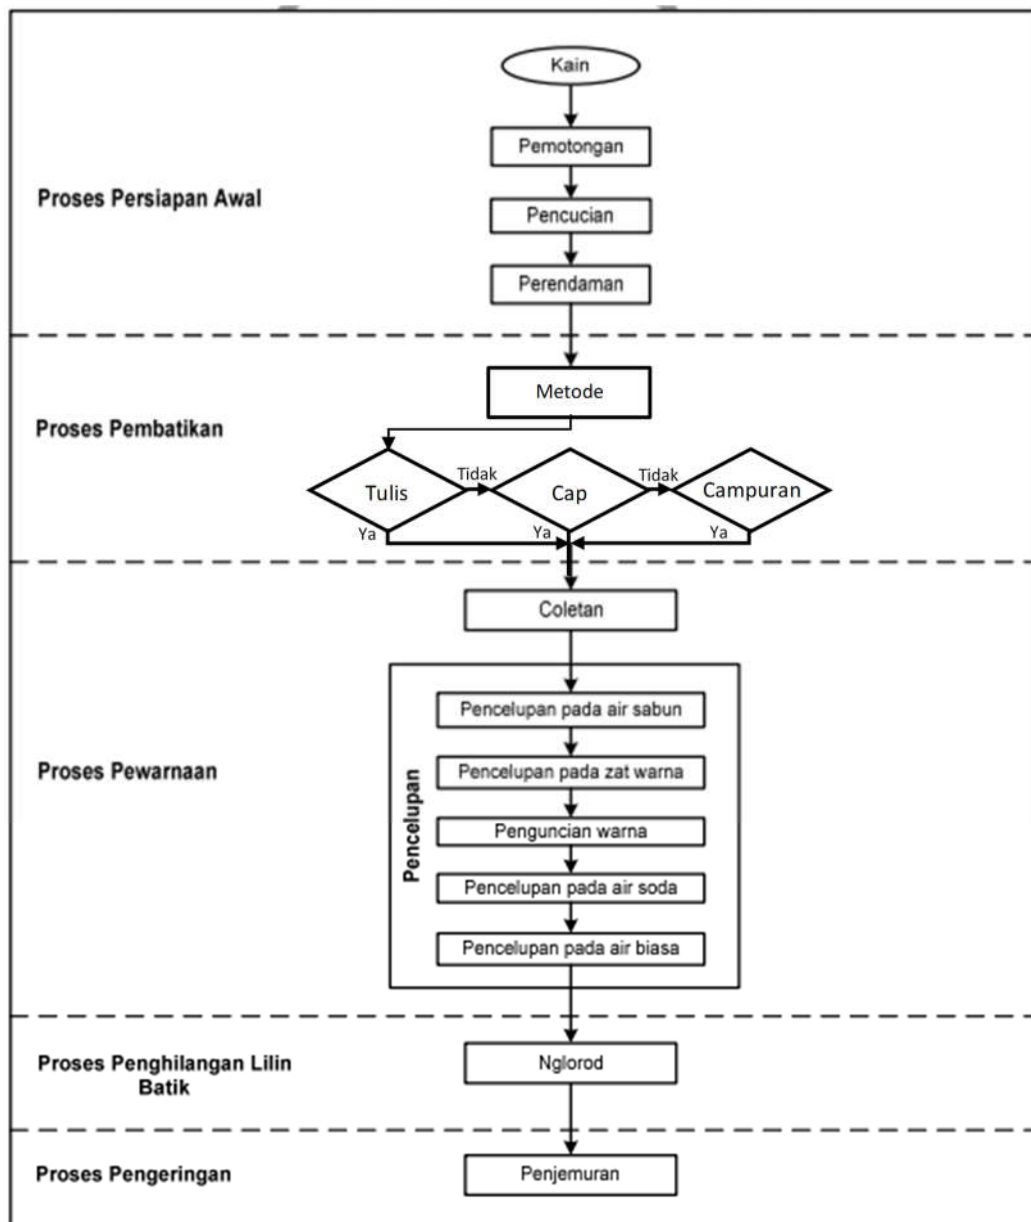 Kain
Pemotongan
Proses Persiapan Awal
Pencucian
Perendaman
Metode
Proses Pembatikan
Tulis
Tidak
Cap
Tidak
Campuran
Ya
Ya
Ya
Coletan
Pencelupan
Pencelupan pada air sabun
Proses Pewarnaan
Pencelupan pada zat warna
Penguncian warna
Pencelupan pada air soda
Pencelupan pada air biasa
Proses Penghilangan Lilin
Batik
Nglorod
Proses Pengeringan
Penjemuran